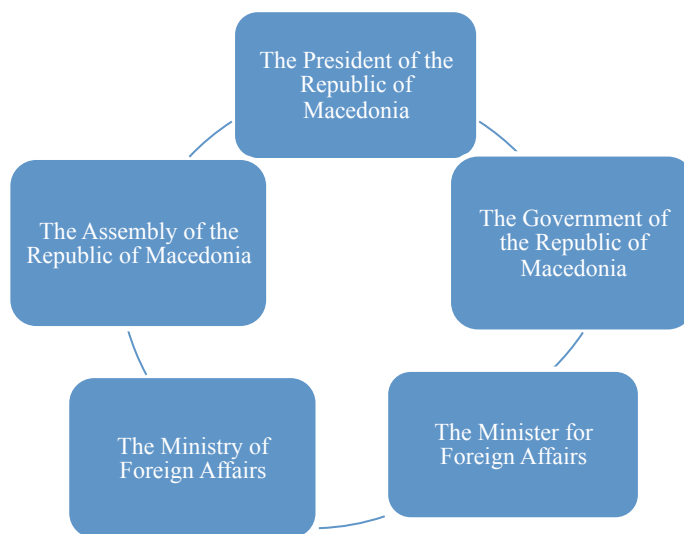 The President of the
Republic of
Macedonia
The Assembly of the
Republic of Macedonia
The Government of
the Republic of
Macedonia
The Ministry of
Foreign Affairs
The Minister for
Foreign Affairs